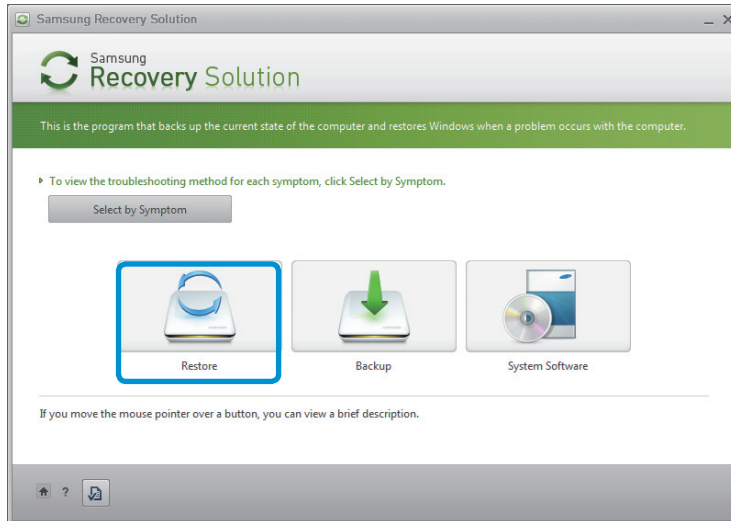 Samsung Recovery Solution
Samsung
Recovery Solution
This is the program that backs up the current state of the computer and restores Windows when a problem occurs with the computer.
To view the troubleshooting method for each symptom, click Select by Symptom.
Select by Symptom
Restore
Backup
System Software
If you move the mouse pointer over a button, you can view a brief description.
?